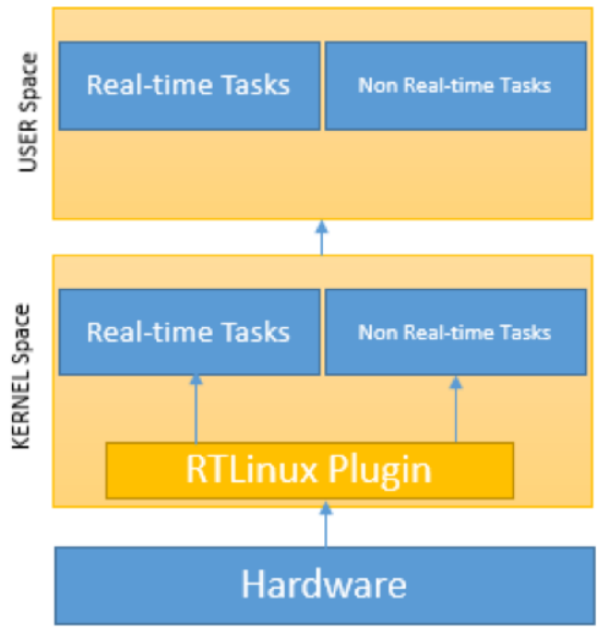 USER Space
Real-time Tasks
Non Real-time Tasks
KERNEL Space
Real-time Tasks
Non Real-time Tasks
RTLinux Plugin
Hardware